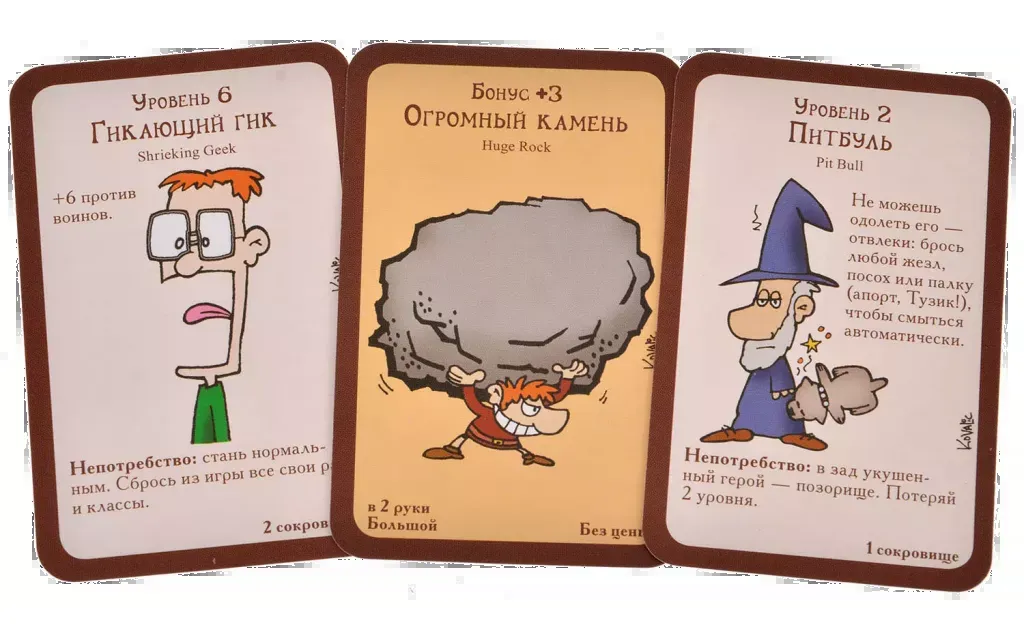 Уровень 6
Гикающий гик
Shrieking Geek
+6 против
воинов.
Непотребство: стань нормаль-
ным. Сбросъ из игры все свои
и классы.
2
Бонус +3
Огромный камень
Huge Rock
в 2 руки
Большой
Без
Kovalic
Уровень 2
Питбуль
Pit Bull
Не можешь
одолеть его —
отвлеки: брось
любой жезл,
посох или палку
(апорт, Тузик!),
чтобы смыться
автоматически.
Kovalic
Непотребство: в зад укушен-
ный герой — позорище. Потеряй
2 уровня.
1 сокровище